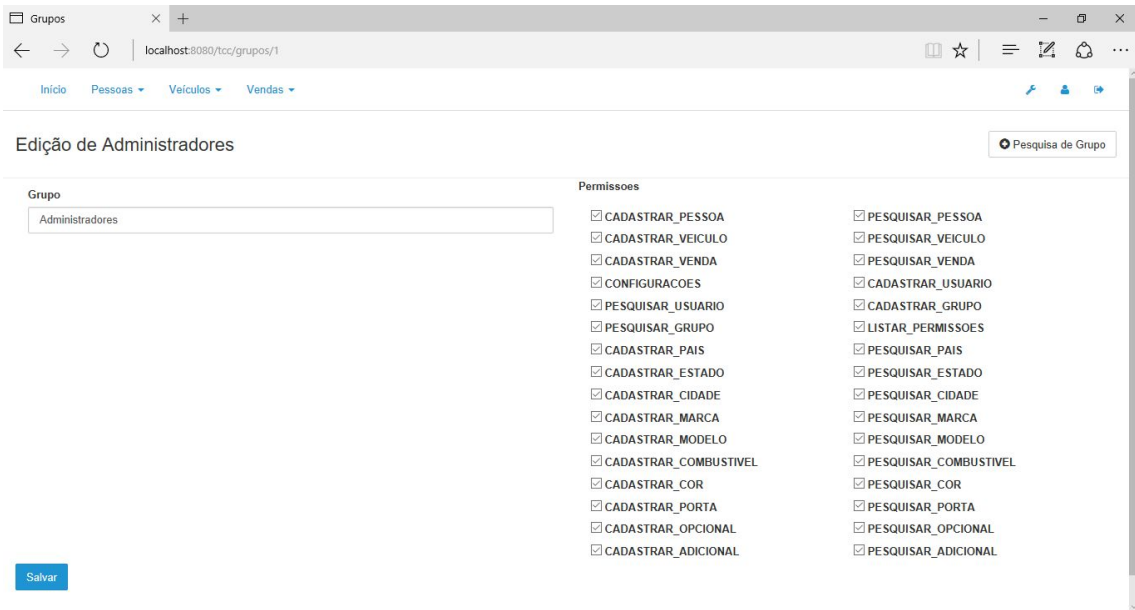 Grupos
localhost:8080/tcc/grupos/1
Início Pessoas Veículos Vendas
Edição de Administradores
Pesquisa de Grupo
Grupo
Administradores
Permissoes
CADASTRAR_PESSOA PESQUISAR_PESSOA
CADASTRAR_VEICULO PESQUISAR_VEICULO
CADASTRAR_VENDA PESQUISAR_VENDA
CONFIGURACOES CADASTRAR_USUARIO
PESQUISAR_USUARIO CADASTRAR_GRUPO
PESQUISAR_GRUPO LISTAR_PERMISSOES
CADASTRAR_PAIS PESQUISAR_PAIS
CADASTRAR_ESTADO PESQUISAR_ESTADO
CADASTRAR_CIDADE PESQUISAR_CIDADE
CADASTRAR_MARCA PESQUISAR_MARCA
CADASTRAR_MODELO PESQUISAR_MODELO
CADASTRAR_COMBUSTIVEL PESQUISAR_COMBUSTIVEL
CADASTRAR_COR PESQUISAR_COR
CADASTRAR_PORTA PESQUISAR_PORTA
CADASTRAR_OPCIONAL PESQUISAR_OPCIONAL
CADASTRAR_ADICIONAL PESQUISAR_ADICIONAL
Salvar